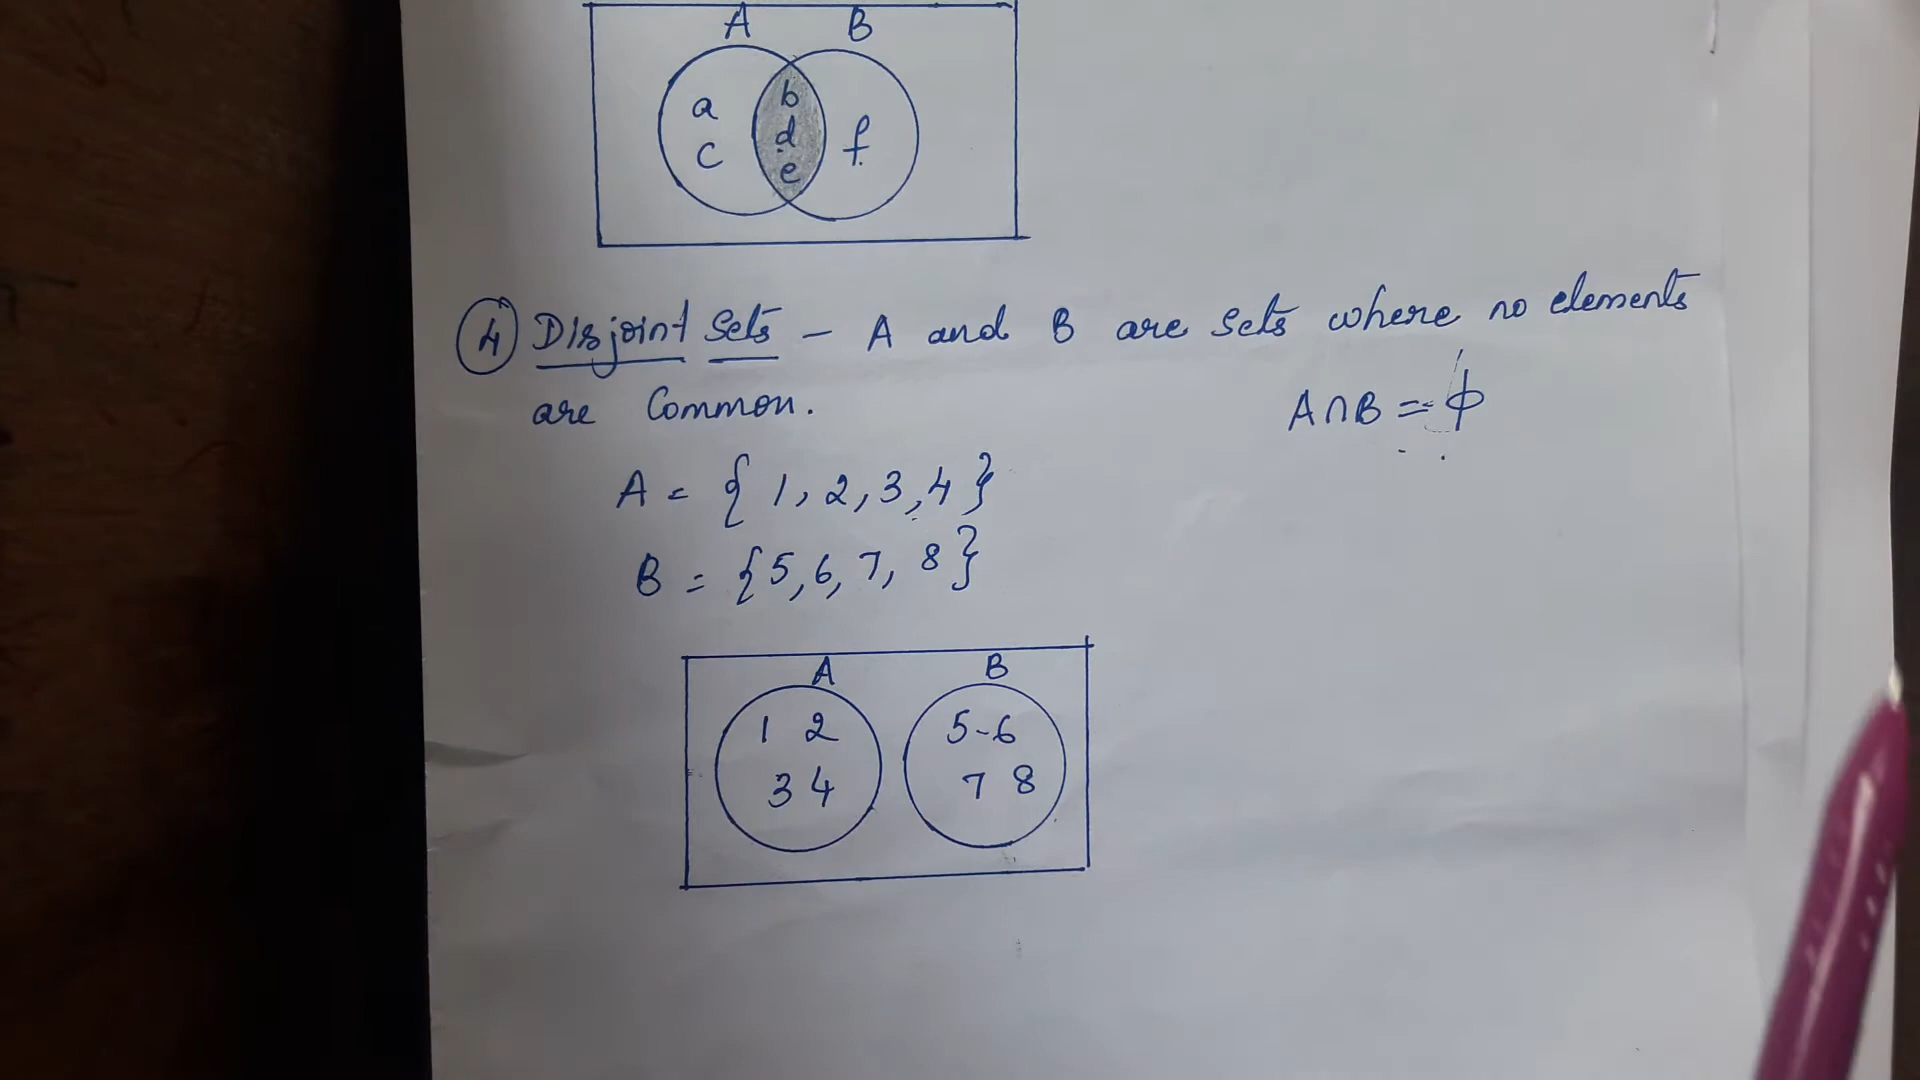 A B
a b
d f
c e
4 Disjoint Sets - A and B are sets where no elements
are Common. A∩B = ϕ
A = { 1, 2, 3, 4 }
B = {5, 6, 7, 8}
A B
1 2 5-6
3 4 7 8